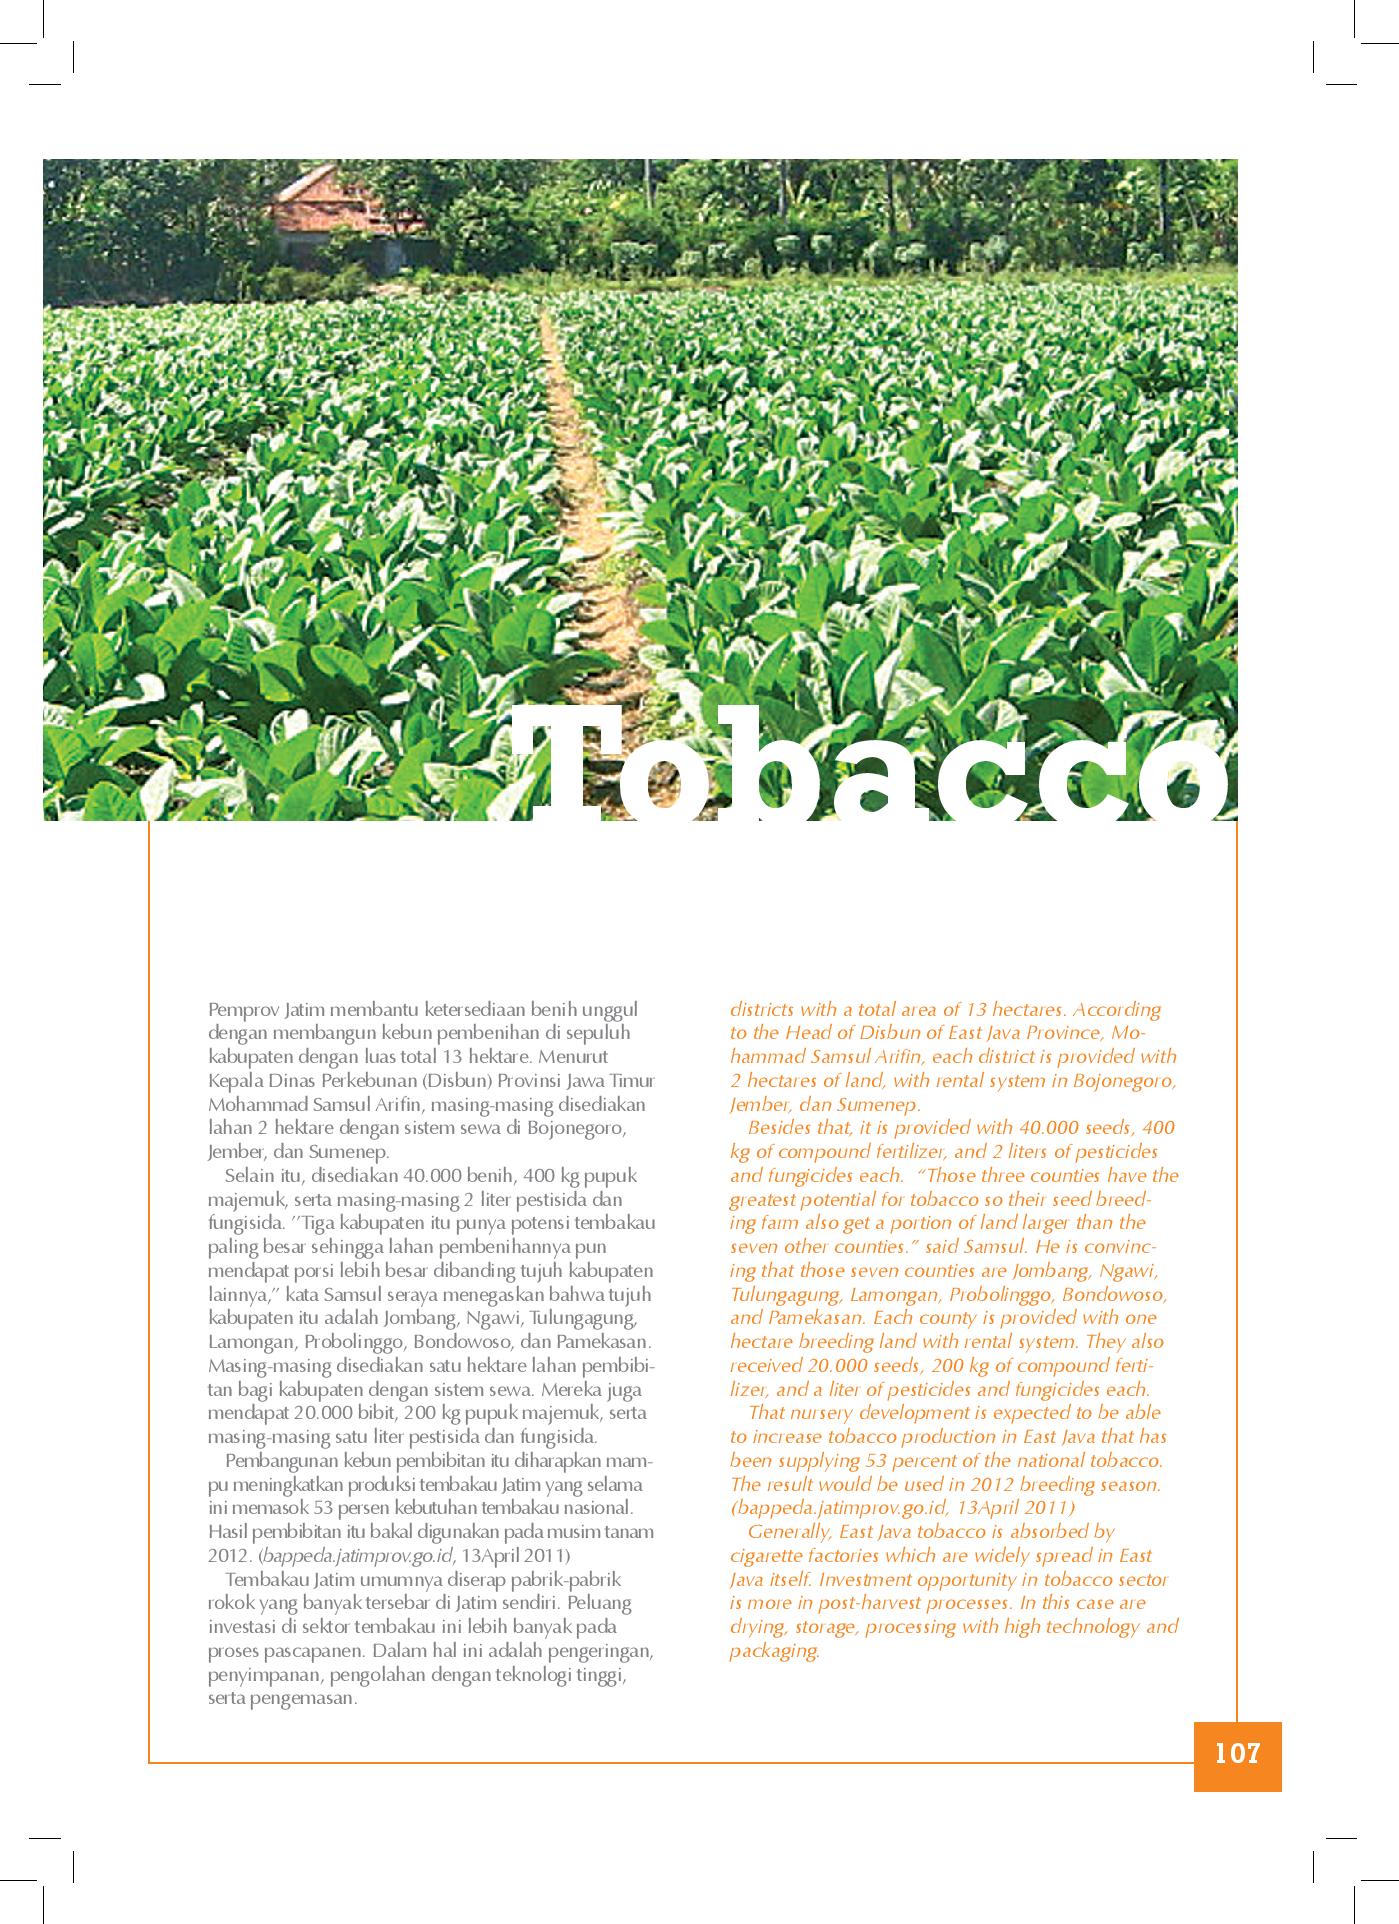 Tobacco
Pemprov Jatim membantu ketersediaan benih unggul
dengan membangun kebun pembenihan di sepuluh
kabupaten dengan luas total 13 hektare. Menurut
Kepala Dinas Perkebunan (Disbun) Provinsi Jawa Timur
Mohammad Samsul Arifin, masing-masing disediakan
lahan 2 hektare dengan sistem sewa di Bojonegoro,
Jember, dan Sumenep.
Selain itu, disediakan 40.000 benih, 400 kg pupuk
majemuk, serta masing-masing 2 liter pestisida dan
fungisida. ’’Tiga kabupaten itu punya potensi tembakau
paling besar sehingga lahan pembenihannya pun
mendapat porsi lebih besar dibanding tujuh kabupaten
lainnya,” kata Samsul seraya menegaskan bahwa tujuh
kabupaten itu adalah Jombang, Ngawi, Tulungagung,
Lamongan, Probolinggo, Bondowoso, dan Pamekasan.
Masing-masing disediakan satu hektare lahan pembibi-
tan bagi kabupaten dengan sistem sewa. Mereka juga
mendapat 20.000 bibit, 200 kg pupuk majemuk, serta
masing-masing satu liter pestisida dan fungisida.
Pembangunan kebun pembibitan itu diharapkan mam-
pu meningkatkan produksi tembakau Jatim yang selama
ini memasok 53 persen kebutuhan tembakau nasional.
Hasil pembibitan itu bakal digunakan pada musim tanam
2012. (bappeda.jatimprov.go.id, 13April 2011)
Tembakau Jatim umumnya diserap pabrik-pabrik
rokok yang banyak tersebar di Jatim sendiri. Peluang
investasi di sektor tembakau ini lebih banyak pada
proses pascapanen. Dalam hal ini adalah pengeringan,
penyimpanan, pengolahan dengan teknologi tinggi,
serta pengemasan.
districts with a total area of 13 hectares. According
to the Head of Disbun of East Java Province, Mo-
hammad Samsul Arifin, each district is provided with
2 hectares of land, with rental system in Bojonegoro,
Jember, dan Sumenep.
Besides that, it is provided with 40.000 seeds, 400
kg of compound fertilizer, and 2 liters of pesticides
and fungicides each. “Those three counties have the
greatest potential for tobacco so their seed breed-
ing farm also get a portion of land larger than the
seven other counties.” said Samsul. He is convinc-
ing that those seven counties are Jombang, Ngawi,
Tulungagung, Lamongan, Probolinggo, Bondowoso,
and Pamekasan. Each county is provided with one
hectare breeding land with rental system. They also
received 20.000 seeds, 200 kg of compound ferti-
lizer, and a liter of pesticides and fungicides each.
That nursery development is expected to be able
to increase tobacco production in East Java that has
been supplying 53 percent of the national tobacco.
The result would be used in 2012 breeding season.
(bappeda.jatimprov.go.id, 13April 2011)
Generally, East Java tobacco is absorbed by
cigarette factories which are widely spread in East
Java itself. Investment opportunity in tobacco sector
is more in post-harvest processes. In this case are
drying, storage, processing with high technology and
packaging.
107